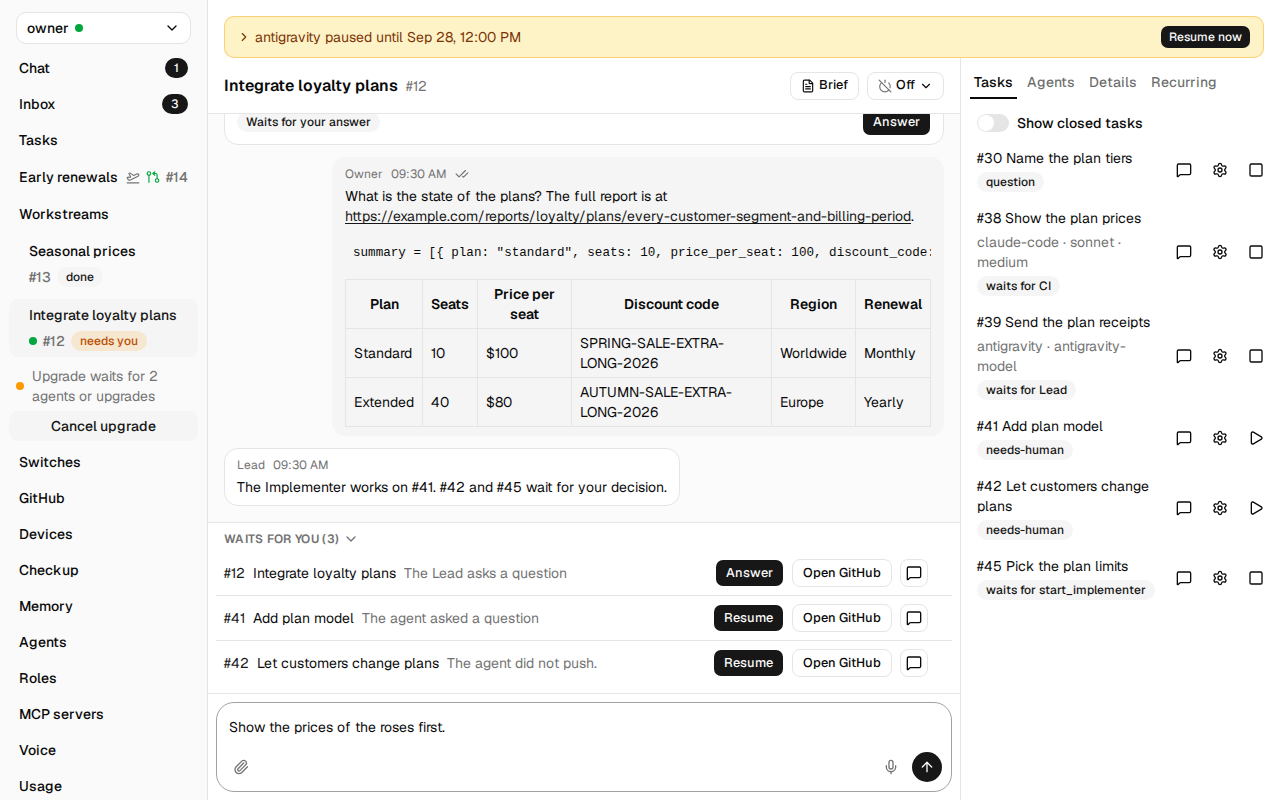 owner
Chat 1
Inbox 3
Tasks
Early renewals #14
Workstreams
Seasonal prices
#13 done
Integrate loyalty plans
#12 needs you
Upgrade waits for 2
agents or upgrades
Cancel upgrade
Switches
GitHub
Devices
Checkup
Memory
Agents
Roles
MCP servers
Voice
Usage
antigravity paused until Sep 28, 12:00 PM Resume now
Integrate loyalty plans #12 Brief Off
Waits for your answer Answer
Owner 09:30 AM
What is the state of the plans? The full report is at
https://example.com/reports/loyalty/plans/every-customer-segment-and-billing-period.
summary = [{ plan: "standard", seats: 10, price_per_seat: 100, discount_code:
Plan Seats Price per seat Discount code Region Renewal
Standard 10 $100 SPRING-SALE-EXTRA-LONG-2026 Worldwide Monthly
Extended 40 $80 AUTUMN-SALE-EXTRA-LONG-2026 Europe Yearly
Lead 09:30 AM
The Implementer works on #41. #42 and #45 wait for your decision.
WAITS FOR YOU (3)
#12 Integrate loyalty plans The Lead asks a question Answer Open GitHub
#41 Add plan model The agent asked a question Resume Open GitHub
#42 Let customers change plans The agent did not push. Resume Open GitHub
Show the prices of the roses first.
Tasks Agents Details Recurring
Show closed tasks
#30 Name the plan tiers
question
#38 Show the plan prices
claude-code · sonnet ·
medium
waits for CI
#39 Send the plan receipts
antigravity · antigravity-
model
waits for Lead
#41 Add plan model
needs-human
#42 Let customers change
plans
needs-human
#45 Pick the plan limits
waits for start_implementer